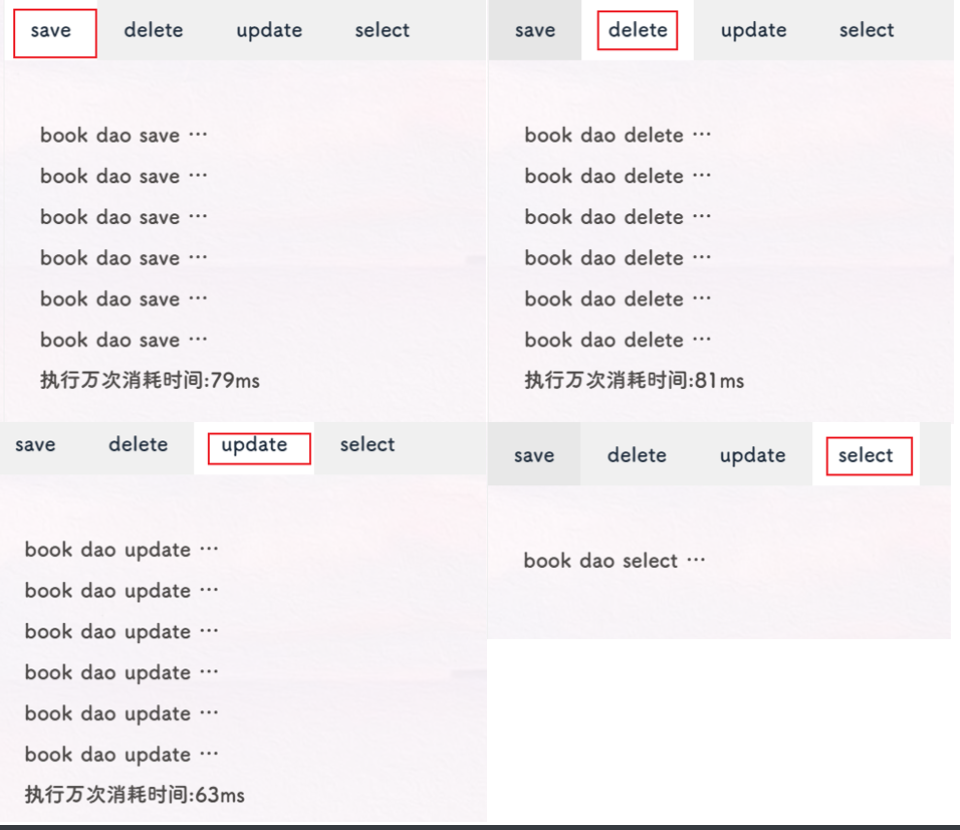 save delete update select
book dao save …
book dao save …
book dao save …
book dao save …
book dao save …
book dao save …
执行万次消耗时间:79ms
save delete update select
book dao delete …
book dao delete …
book dao delete …
book dao delete …
book dao delete …
book dao delete …
执行万次消耗时间:81ms
save delete update select
book dao update …
book dao update …
book dao update …
book dao update …
book dao update …
book dao update …
执行万次消耗时间:63ms
save delete update select
book dao select …